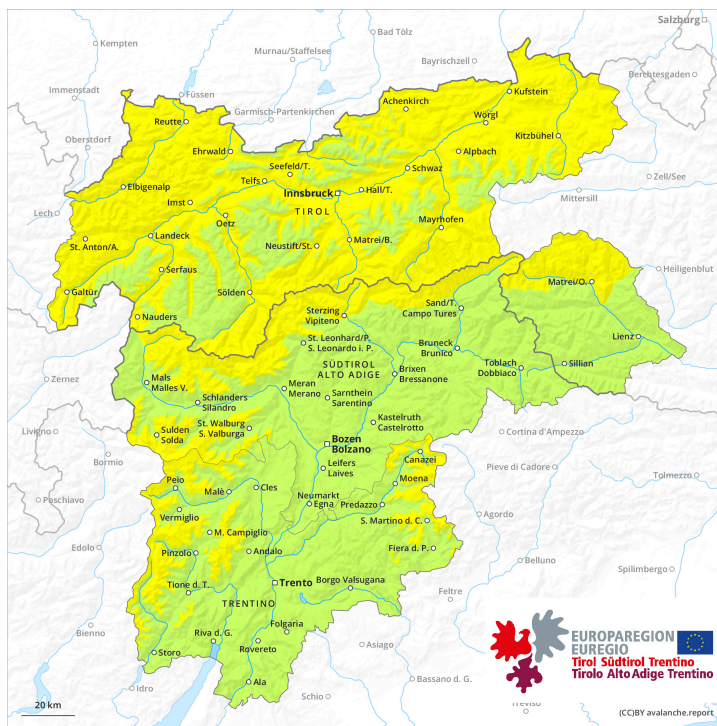 Salzburg
Bad Tölz
Kempten
Murnau/Staffelsee
Bayrischzell
Berchtesgaden
Immenstadt
Füssen
Kufstein
Garmisch-Partenkirchen
Achenkirch
Reutte
Wörgl
Kitzbühel
Oberstdorf
Ehrwald
Seefeld/T.
Alpbach
Schwaz
Zell/See
Telfs
Innsbruck
Hall/T.
Elbigenalp
Mittersill
Imst
TIROL
Lech
Oetz
Mayrhofen
St. Anton/A.
Landeck
Neustift/St.
Matrei/B.
Serfaus
Heiligenblut
Galtür
Sölden
Matrei/O.
Nauders
Sterzing
Vipiteno
Sand/T.
Campo Tures
St. Leonhard/P.
S. Leonardo i. P.
Bruneck
Brunico
Lienz
SÜDTIROL
ALTO ADIGE
Brixen
Bressanone
Toblach
Dobbiaco
Sillian
Zernez
Mals
Malles V.
Meran
Merano
Sarnthein
Sarentino
Schlanders
Silandro
Kastelruth
Castelrotto
St. Walburg
S. Valburga
Livigno
Sulden
Solda
Bozen
Bolzano
Cortina d'Ampezzo
Canazei
Bormio
Leifers
Laives
Pieve di Cadore
Tolmezzo
Peio
Malè
Cles
Moena
Poschiavo
Neumarkt
Egna
Predazzo
Vermiglio
Agordo
S. Martino d. C.
M. Campiglio
Edolo
Pinzolo
Andalo
Fiera d. P.
Belluno
Spilimbergo
Tione d. T.
Trento
Borgo Valsugana
Feltre
TRENTINO
Folgaria
Bienno
Riva d. G.
Storo
Rovereto
Asiago
Bassano d. G.
Idro
Ala
Schio
Treviso
EUROPAREGION
EUREGIO
Tirol Südtirol Trentino
Tirolo Alto Adige Trentino
20 km
(CC)BY avalanche.report